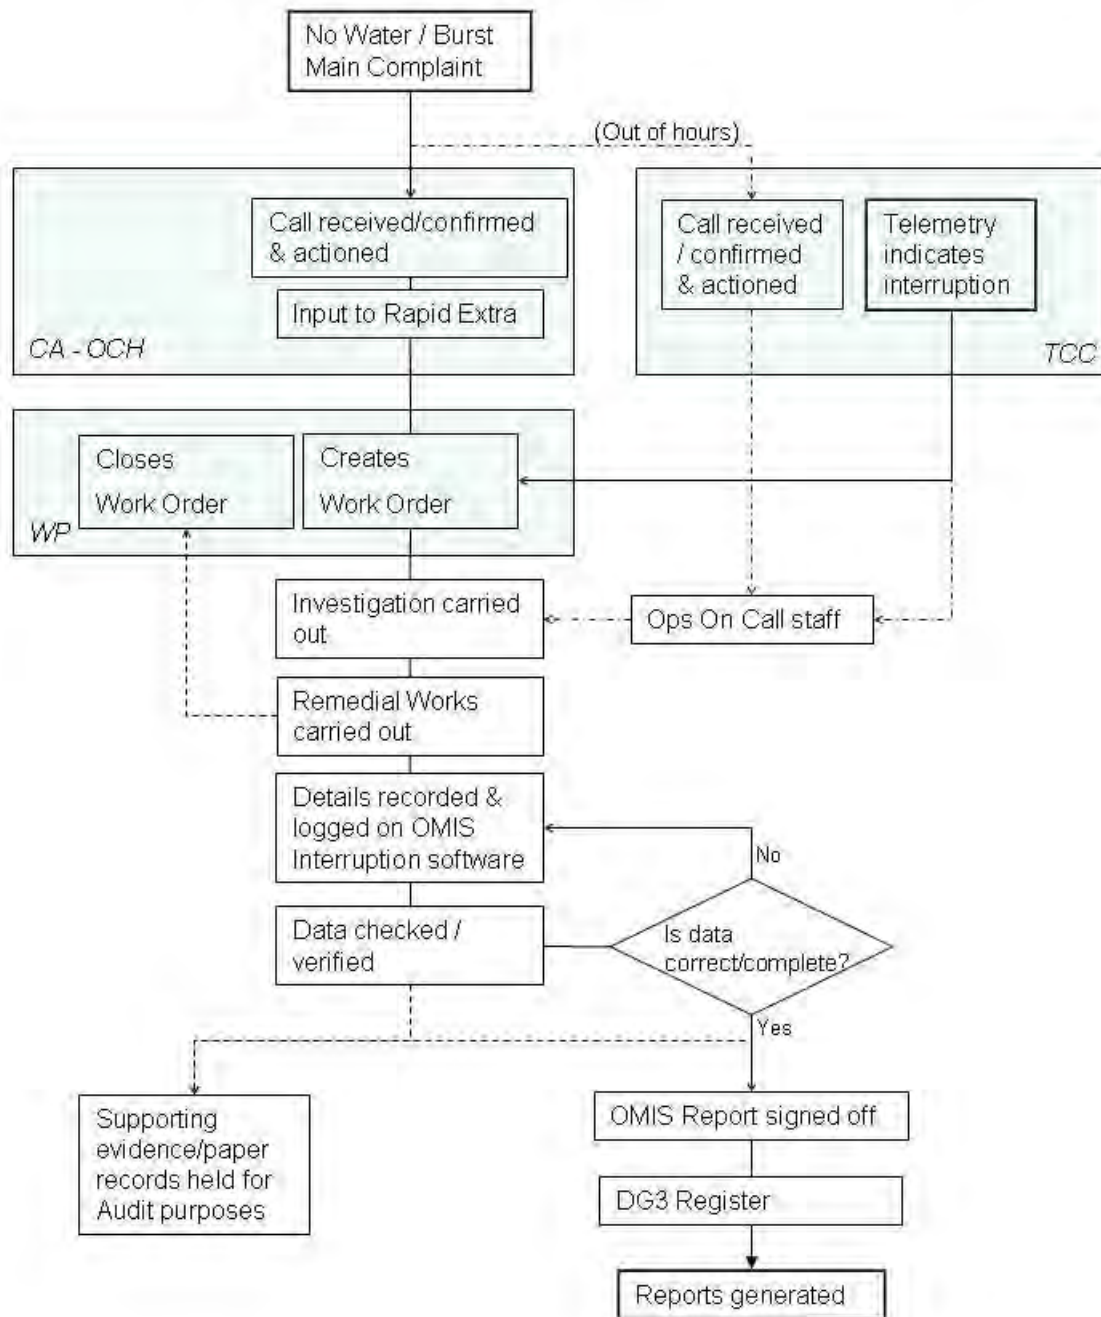 No Water / Burst
Main Complaint
(Out of hours)
Call received/confirmed
& actioned
Input to Rapid Extra
CA - OCH
Call received
/ confirmed
& actioned
Telemetry
indicates
interruption
TCC
Closes
Work Order
Creates
Work Order
WP
Investigation carried
out
Ops On Call staff
Remedial Works
carried out
Details recorded &
logged on OMIS
Interruption software
No
Data checked /
verified
Is data
correct/complete?
Yes
Supporting
evidence/paper
records held for
Audit purposes
OMIS Report signed off
DG3 Register
Reports generated